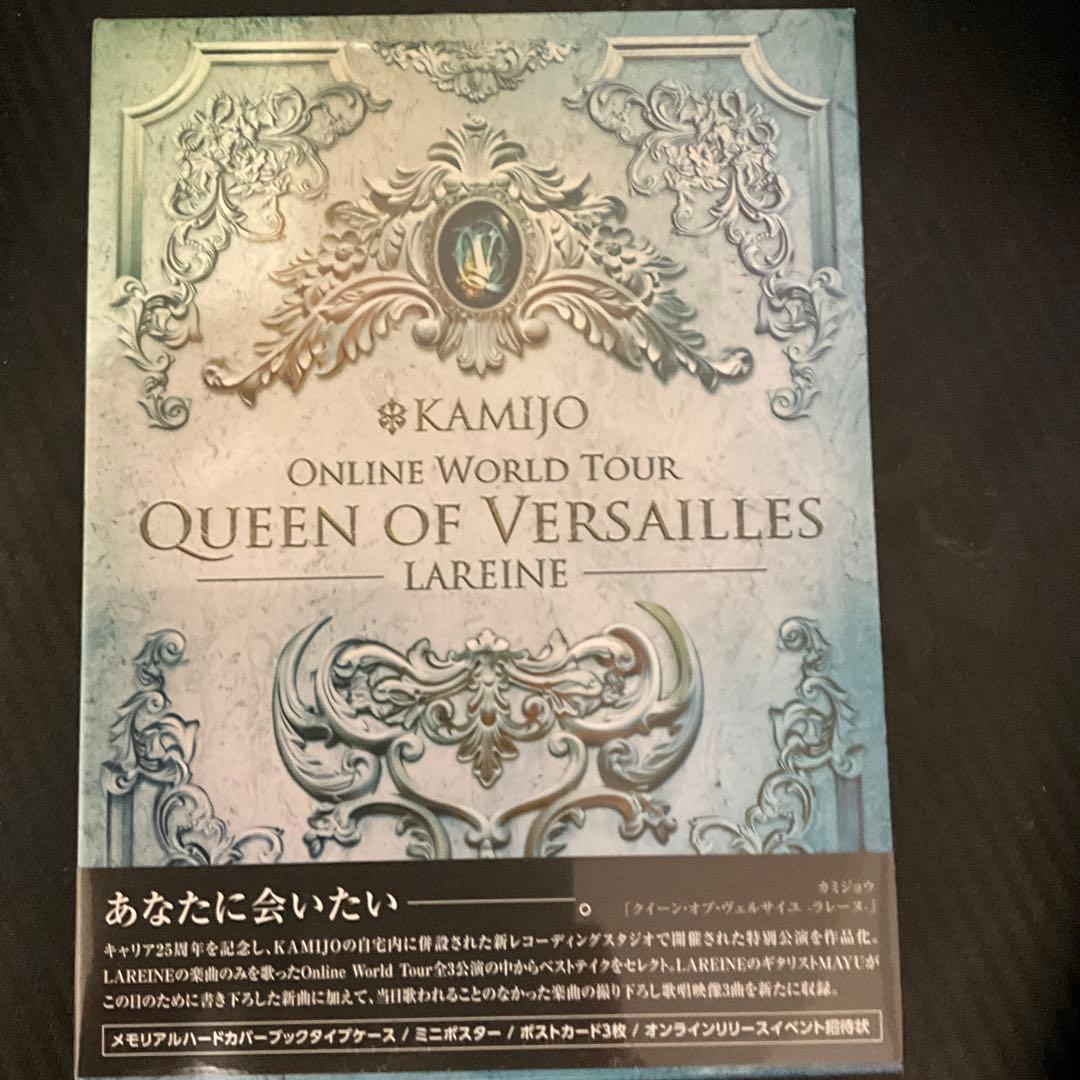 KAMIJO
ONLINE WORLD TOUR
QUEEN OF VERSAILLES
LAREINE
あなたに会いたい――――。
カミジョウ
「クイーン・オブ・ヴェルサイユ -ラレーヌ-」
キャリア25周年を記念し、KAMIJOの自宅内に併設された新レコーディングスタジオで開催された特別公演を作品化。
LAREINEの楽曲のみを歌ったOnline World Tour全3公演の中からベストテイクをセレクト。LAREINEのギタリストMAYUが
この日のために書き下ろした新曲に加えて、当日歌われることのなかった楽曲の撮り下ろし歌唱映像3曲を新たに収録。
メモリアルハードカバーブックタイプケース / ミニポスター / ポストカード3枚 / オンラインリリースイベント招待状